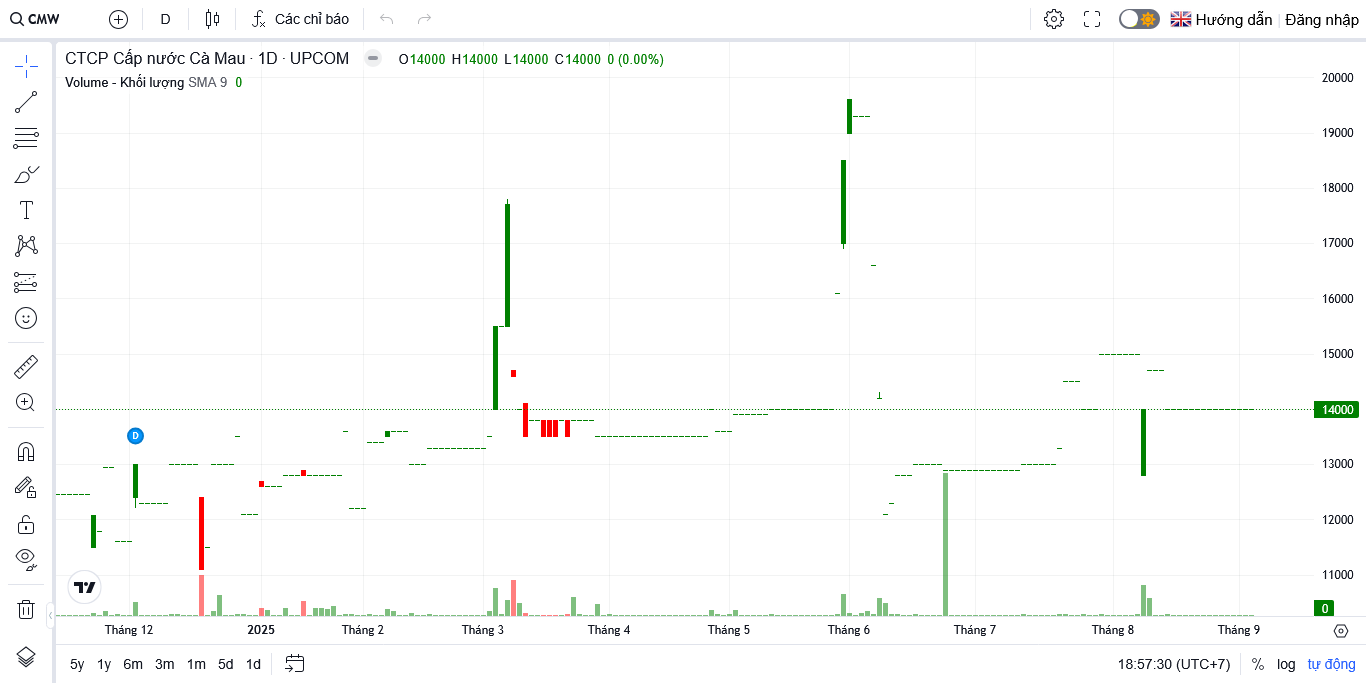 CMW D Các chỉ báo Hướng dẫn Đăng nhập
CTCP Cấp nước Cà Mau · 1D · UPCOM O14000 H14000 L14000 C14000 0 (0.00%)
Volume - Khối lượng SMA 9 0
20000
19000
18000
17000
16000
15000
14000
13000
12000
11000
0
D
Tháng 12 2025 Tháng 2 Tháng 3 Tháng 4 Tháng 5 Tháng 6 Tháng 7 Tháng 8 Tháng 9
5y 1y 6m 3m 1m 5d 1d 18:57:30 (UTC+7) % log tự động